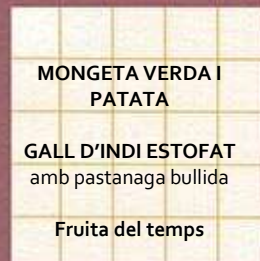 MONGETA VERDA I
PATATA
GALL D'INDI ESTOFAT
amb pastanaga bullida
Fruita del temps